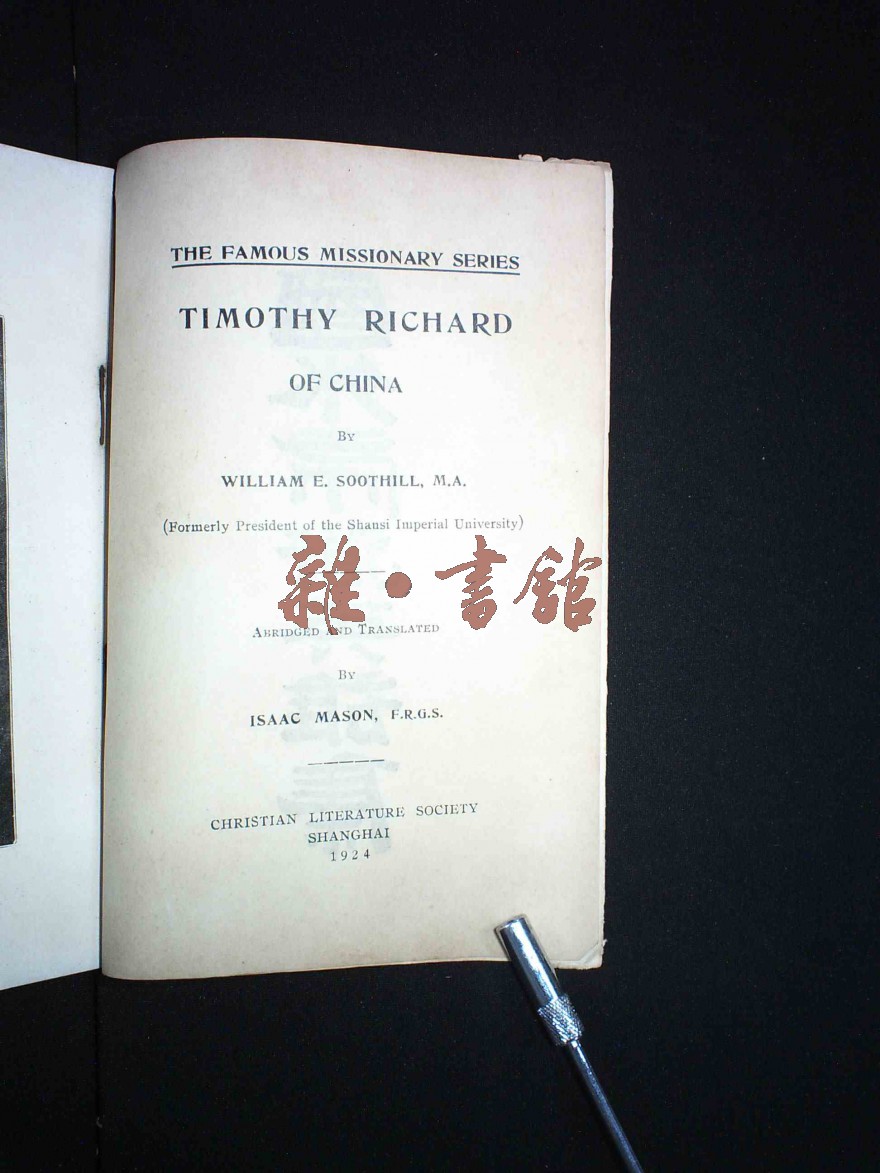 THE FAMOUS MISSIONARY SERIES
TIMOTHY RICHARD
OF CHINA
By
WILLIAM E. SOOTHILL, M.A.
(Formerly President of the Shansi Imperial University)
雜•書館
ABRIDGED AND TRANSLATED
By
ISAAC MASON, F.R.G.S.
CHRISTIAN LITERATURE SOCIETY
SHANGHAI
1924